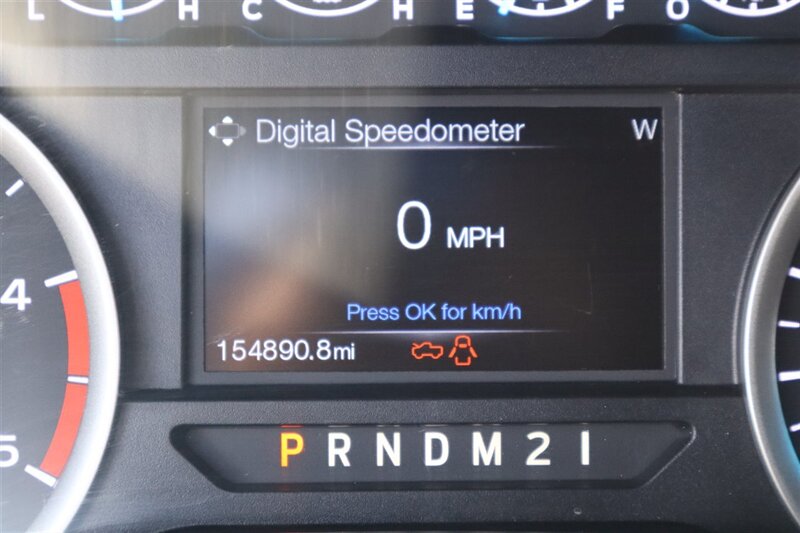 L H C H E F O
Digital Speedometer W
0 MPH
Press OK for km/h
154890.8mi
4
5
P R N D M 2 1